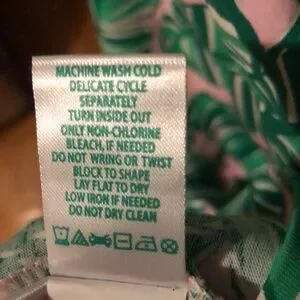 MACHINE WASH COLD
DELICATE CYCLE
SEPARATELY
TURN INSIDE OUT
ONLY NON-CHLORINE
BLEACH, IF NEEDED
DO NOT WRING OR TWIST
BLOCK TO SHAPE
LAY FLAT TO DRY
LOW IRON IF NEEDED
DO NOT DRY CLEAN